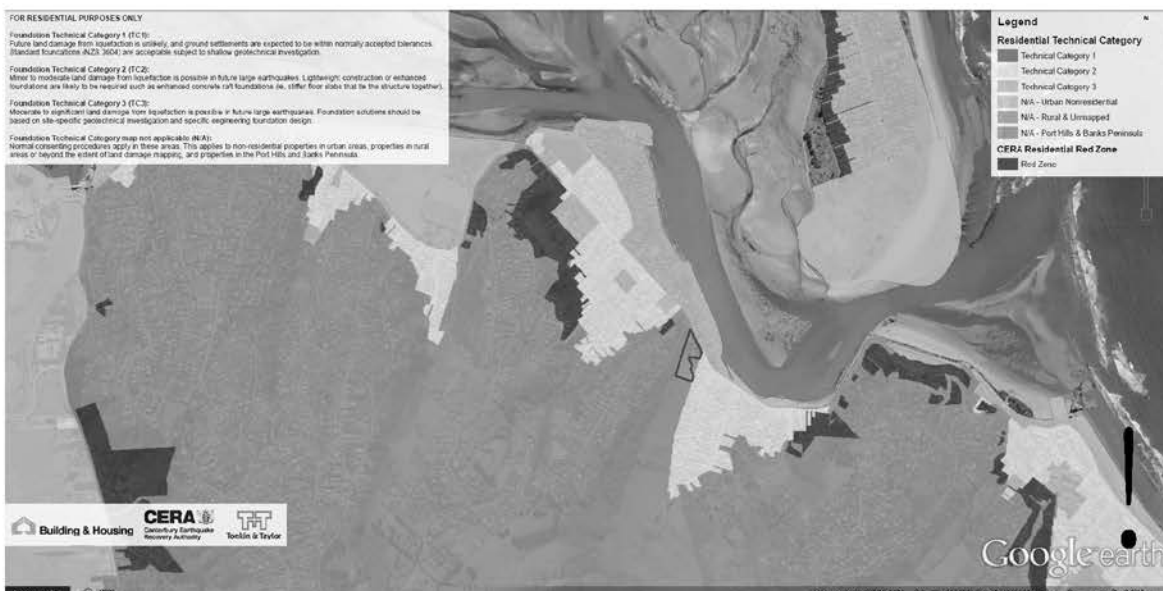 FOR RESIDENTIAL PURPOSES ONLY
Foundation Technical Category 1 (TC1):
Future land damage from liquefaction is unlikely, and ground settlements are expected to be within normally accepted tolerances.
Standard foundations (NZS 3604) are acceptable subject to shallow geotechnical investigation.
Foundation Technical Category 2 (TC2):
Minor to moderate land damage from liquefaction is possible in future large earthquakes. Lightweight construction or enhanced
foundations are likely to be required such as enhanced concrete raft foundations (ie, stiffer floor slabs that tie the structure together).
Foundation Technical Category 3 (TC3):
Moderate to significant land damage from liquefaction is possible in future large earthquakes. Foundation solutions should be
based on site-specific geotechnical investigation and specific engineering foundation design.
Foundation Technical Category map not applicable (N/A):
Normal consenting procedures apply in these areas. This applies to non-residential properties in urban areas, properties in rural
areas or beyond the extent of land damage mapping, and properties in the Port Hills and Banks Peninsula.
Legend
N
Residential Technical Category
Technical Category 1
Technical Category 2
Technical Category 3
N/A - Urban Nonresidential
N/A - Rural & Unmapped
N/A - Port Hills & Banks Peninsula
CERA Residential Red Zone
Red Zone
Building & Housing
CERA
Canterbury Earthquake
Recovery Authority
T+T
Tonkin & Taylor
Google earth